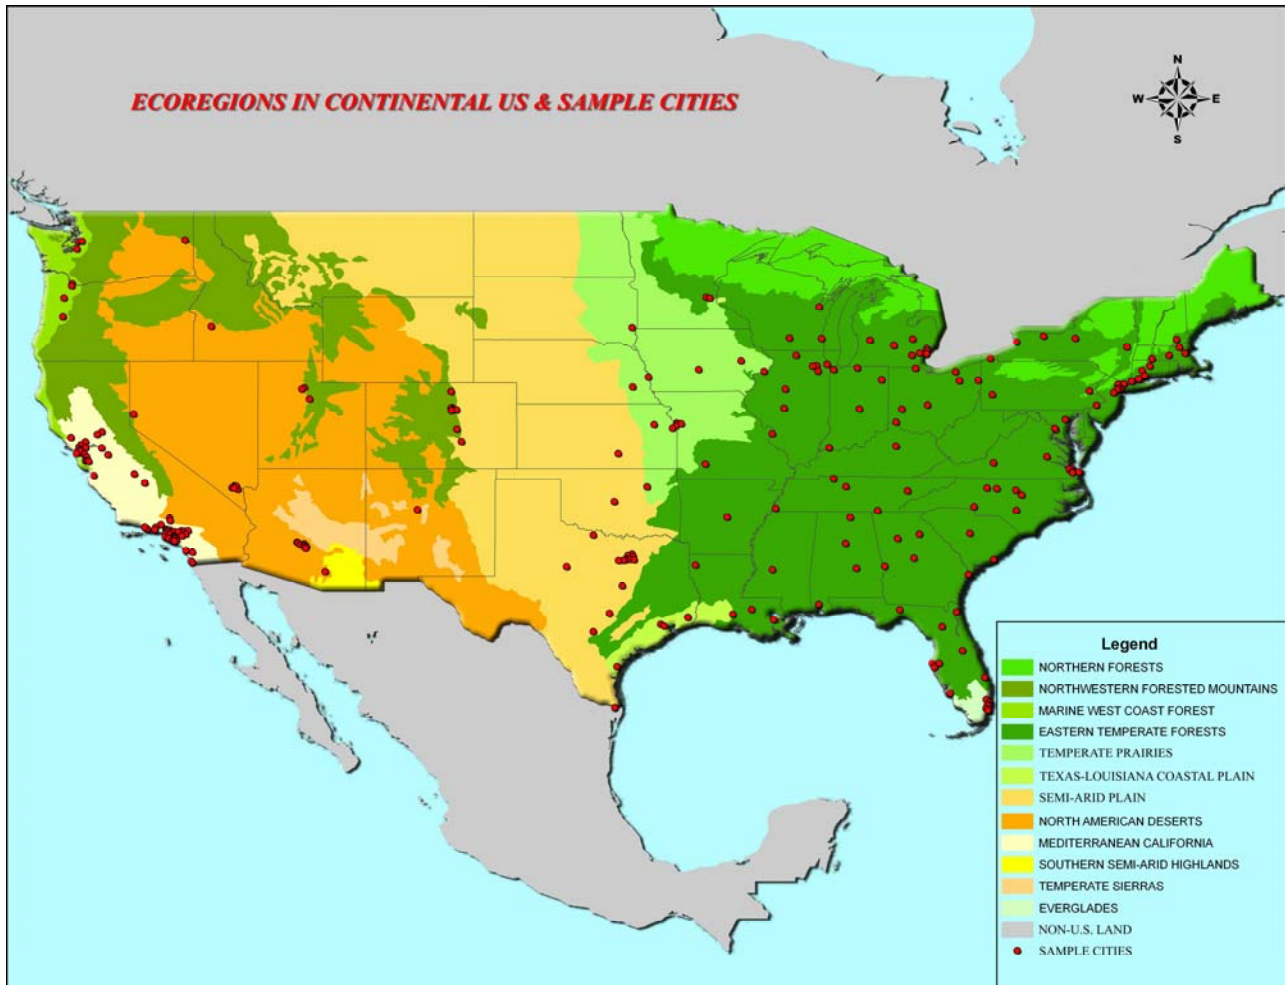 ECOREGIONS IN CONTINENTAL US & SAMPLE CITIES
N
W E
S
Legend
NORTHERN FORESTS
NORTHWESTERN FORESTED MOUNTAINS
MARINE WEST COAST FOREST
EASTERN TEMPERATE FORESTS
TEMPERATE PRAIRIES
TEXAS-LOUISIANA COASTAL PLAIN
SEMI-ARID PLAIN
NORTH AMERICAN DESERTS
MEDITERRANEAN CALIFORNIA
SOUTHERN SEMI-ARID HIGHLANDS
TEMPERATE SIERRAS
EVERGLADES
NON-U.S. LAND
SAMPLE CITIES